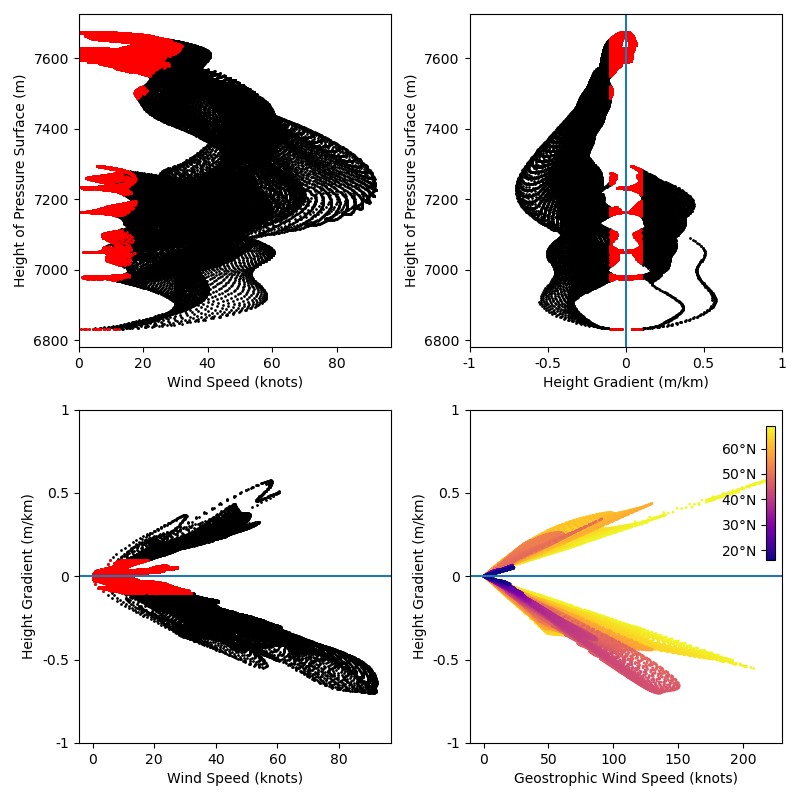 Height of Pressure Surface (m)
7600
7400
7200
7000
6800
0 20 40 60 80
Wind Speed (knots)
Height of Pressure Surface (m)
7600
7400
7200
7000
6800
-1 -0.5 0 0.5 1
Height Gradient (m/km)
Height Gradient (m/km)
1
0.5
0
-0.5
-1
0 20 40 60 80
Wind Speed (knots)
Height Gradient (m/km)
1
0.5
0
-0.5
-1
60°N
50°N
40°N
30°N
20°N
0 50 100 150 200
Geostrophic Wind Speed (knots)